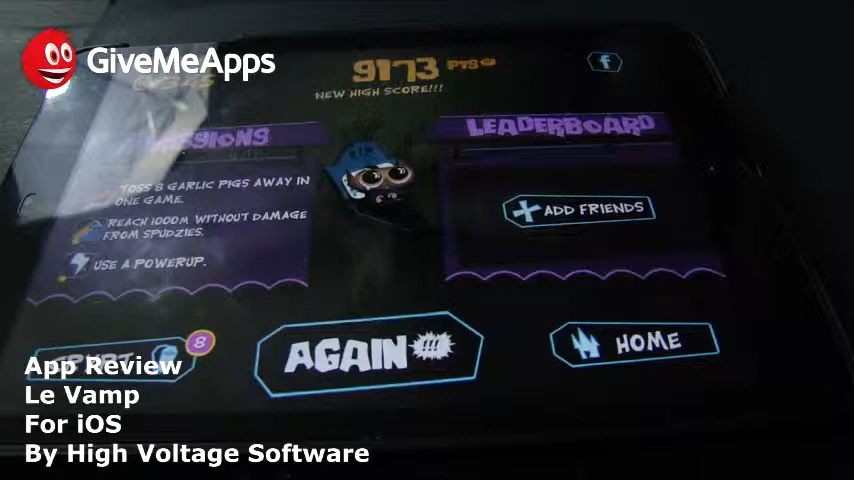 GiveMeApps
9173 PTS
NEW HIGH SCORE!!!
MISSIONS
LEADERBOARD
TOSS 8 GARLIC PIGS AWAY IN
ONE GAME.
REACH 1000M WITHOUT DAMAGE
FROM SPUDZIES.
USE A POWERUP.
ADD FRIENDS
8
AGAIN!!!
HOME
App Review
Le Vamp
For iOS
By High Voltage Software